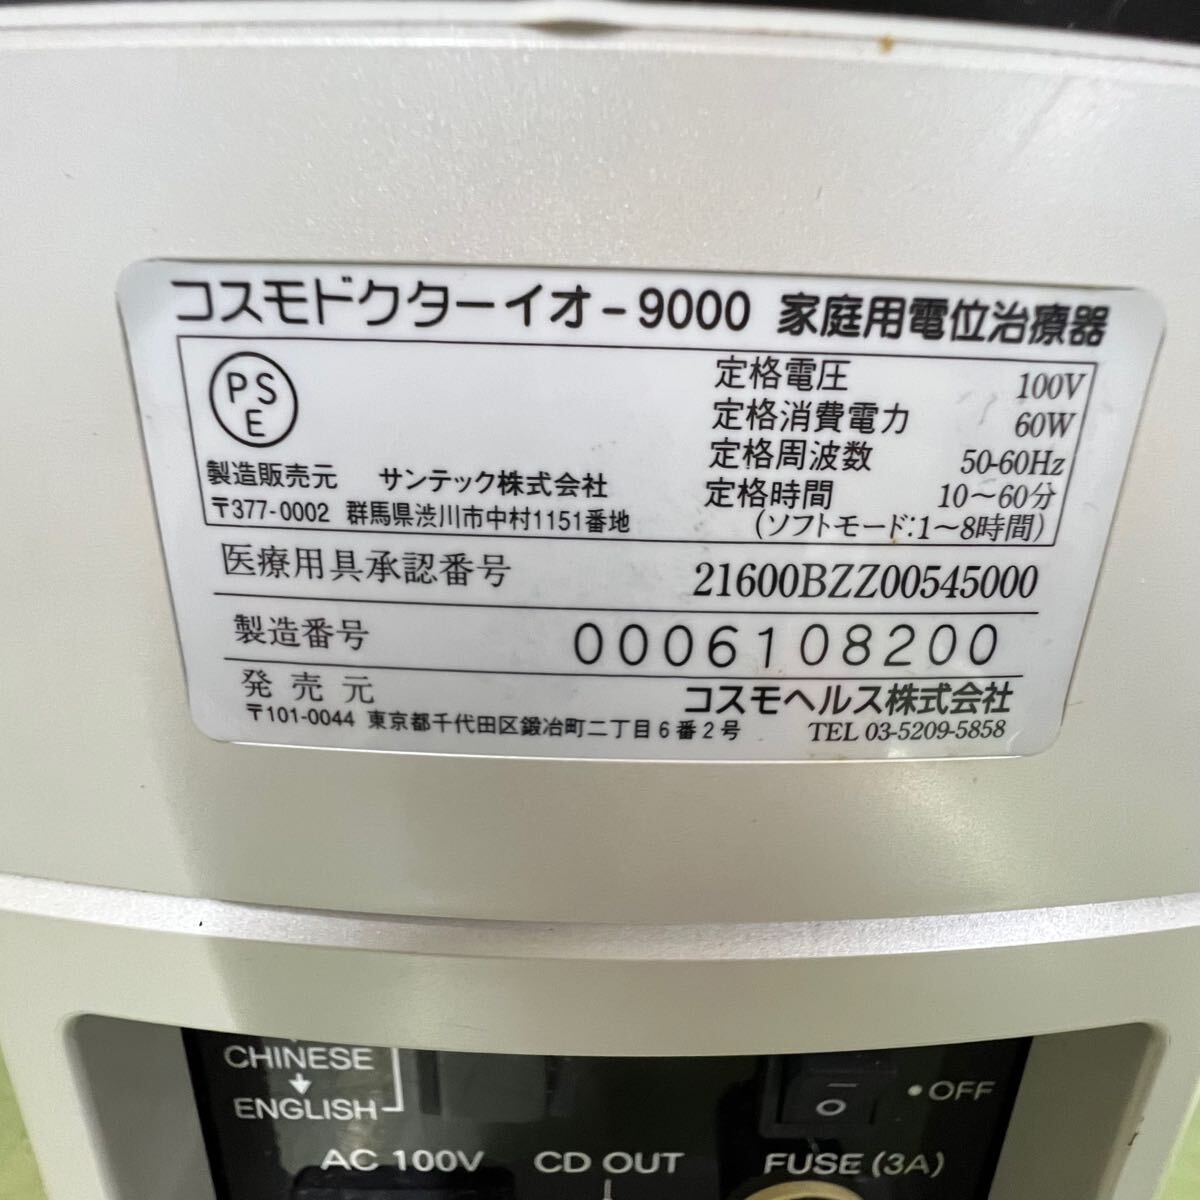 コスモドクターイオ-9000 家庭用電位治療器
PSE
定格電圧 100V
定格消費電力 60W
定格周波数 50-60Hz
定格時間 10～60分
(ソフトモード:1～8時間)
製造販売元 サンテック株式会社
〒377-0002 群馬県渋川市中村1151番地
医療用具承認番号 21600BZZ00545000
製造番号 0006108200
発売元 コスモヘルス株式会社
〒101-0044 東京都千代田区鍛冶町二丁目6番2号 TEL 03-5209-5858
CHINESE
ENGLISH
OFF
AC 100V CD OUT FUSE (3A)